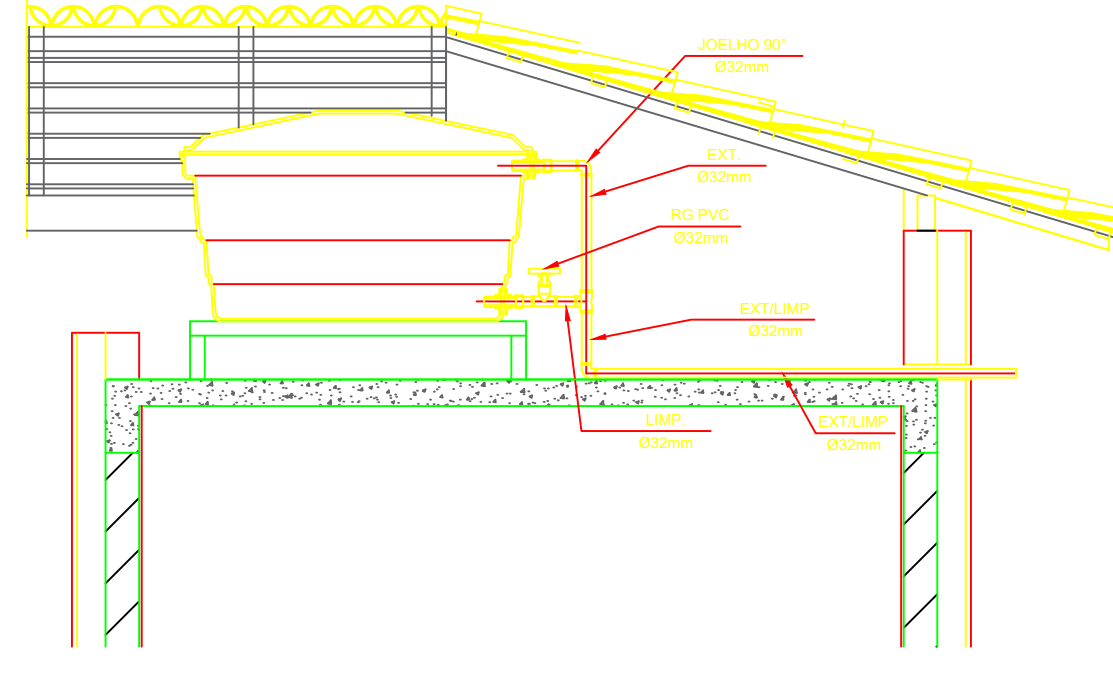 JOELHO 90°
Ø32mm
EXT.
Ø32mm
RG PVC
Ø32mm
EXT/LIMP
Ø32mm
LIMP.
Ø32mm
EXT/LIMP
Ø32mm